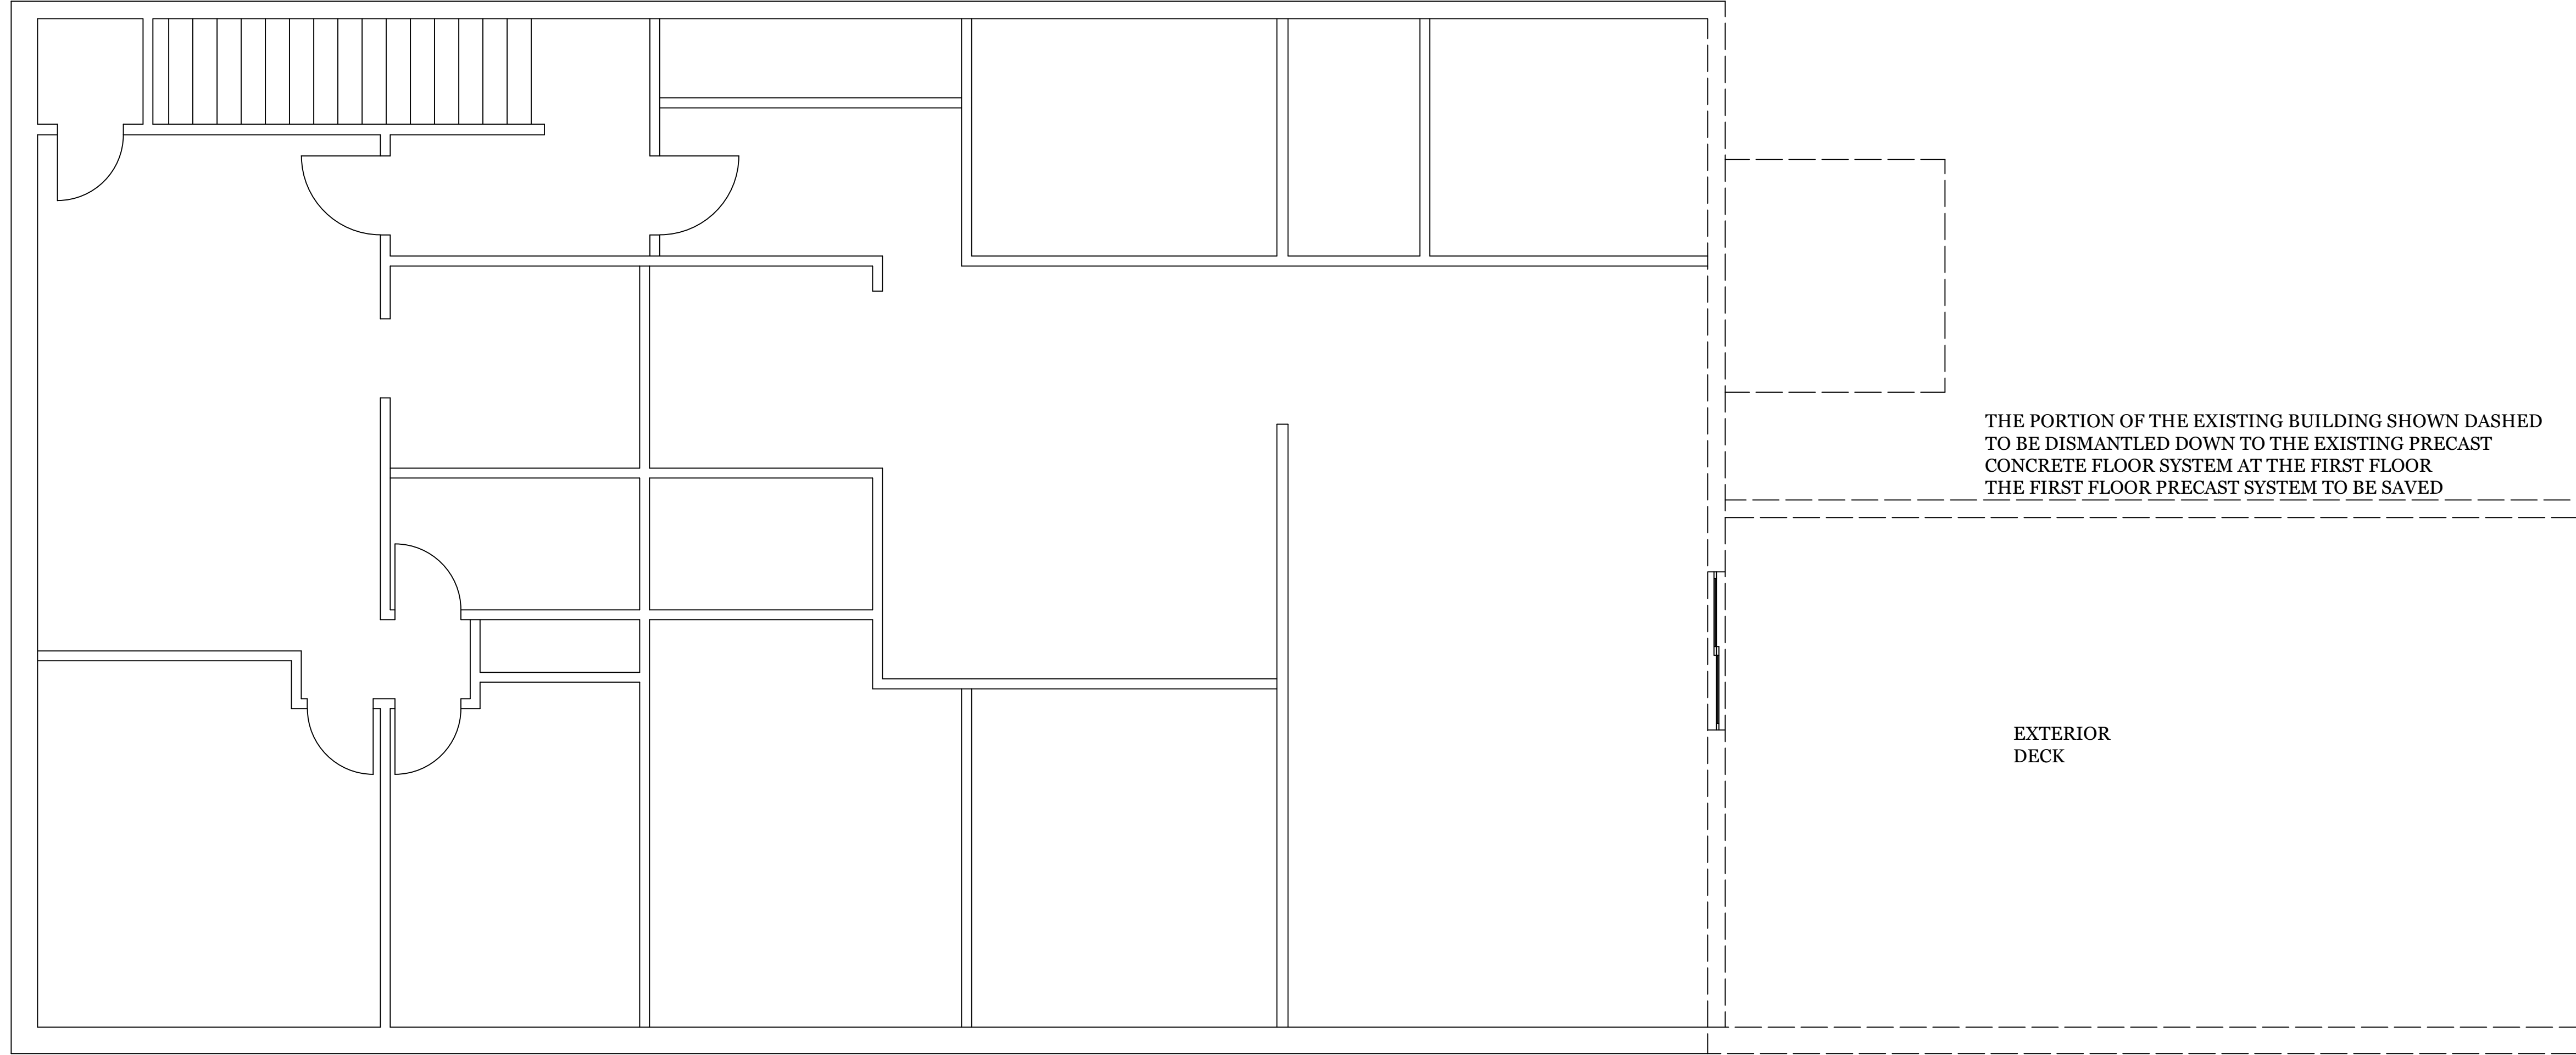 THE PORTION OF THE EXISTING BUILDING SHOWN DASHED
TO BE DISMANTLED DOWN TO THE EXISTING PRECAST
CONCRETE FLOOR SYSTEM AT THE FIRST FLOOR
THE FIRST FLOOR PRECAST SYSTEM TO BE SAVED
EXTERIOR
DECK